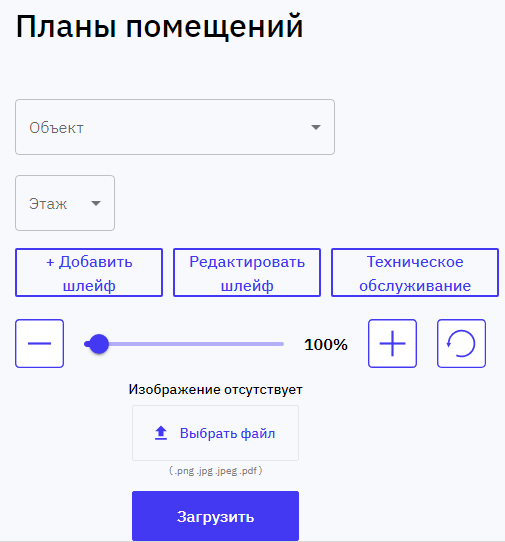 Планы помещений
Объект
Этаж
+ Добавить
шлейф
Редактировать
шлейф
Техническое
обслуживание
100%
Изображение отсутствует
Выбрать файл
( .png .jpg .jpeg .pdf )
Загрузить